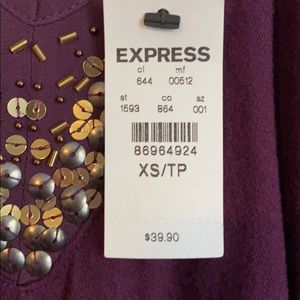 EXPRESS
cl mf
644 00512
st co sz
1593 864 001
86964924
XS/TP
$39.90